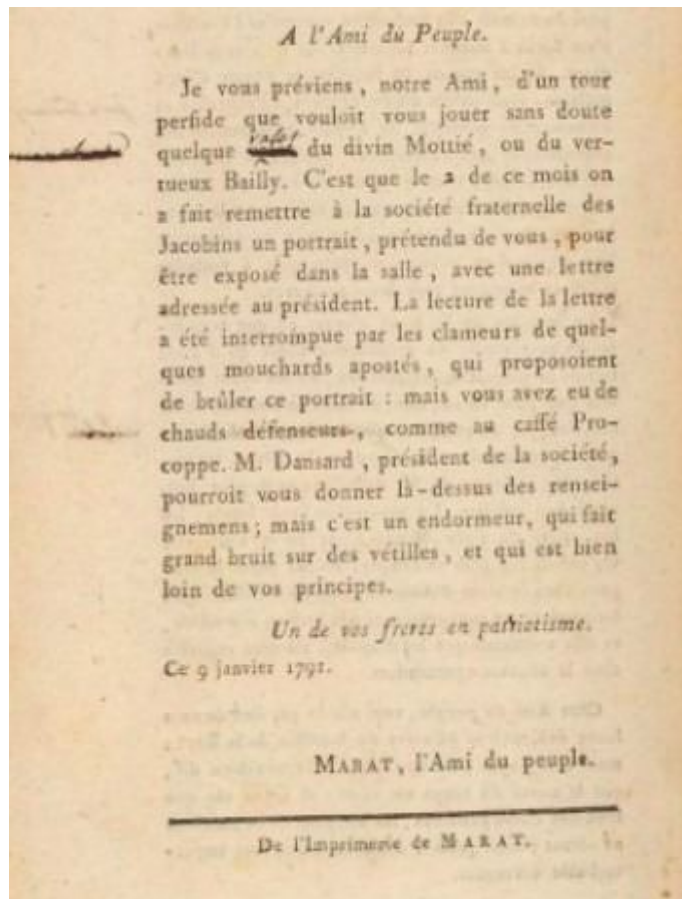 A l'Ami du Peuple.
Je vous préviens, notre Ami, d'un tour
perfide que vouloit vous jouer sans doute
valet
quelque du divin Mottié, ou du ver-
tueux Bailly. C'est que le 2 de ce mois on
a fait remettre à la société fraternelle des
Jacobins un portrait, prétendu de vous, pour
être exposé dans la salle, avec une lettre
adressée au président. La lecture de la lettre
a été interrompue par les clameurs de quel-
ques mouchards apostés, qui proposoient
de brûler ce portrait : mais vous avez eu de
chauds défenseurs, comme au caffé Pro-
coppe. M. Dansard, président de la société,
pourroit vous donner là-dessus des rensei-
gnemens; mais c'est un endormeur, qui fait
grand bruit sur des vétilles, et qui est bien
loin de vos principes.
Un de vos freres en patriotisme.
Ce 9 janvier 1791.
MARAT, l'Ami du peuple.
De l'Imprimerie de MARAT.